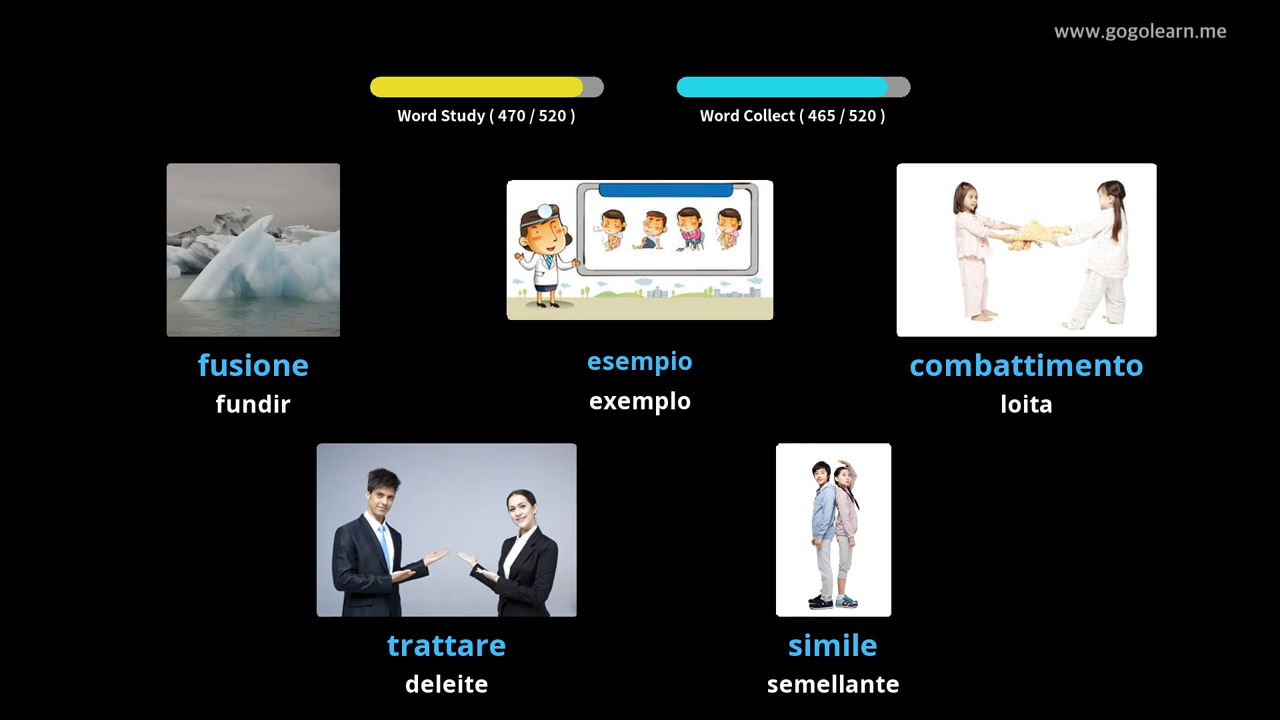 www.gogolearn.me
Word Study ( 470 / 520 )
Word Collect ( 465 / 520 )
fusione
fundir
esempio
exemplo
combattimento
loita
trattare
deleite
simile
semellante